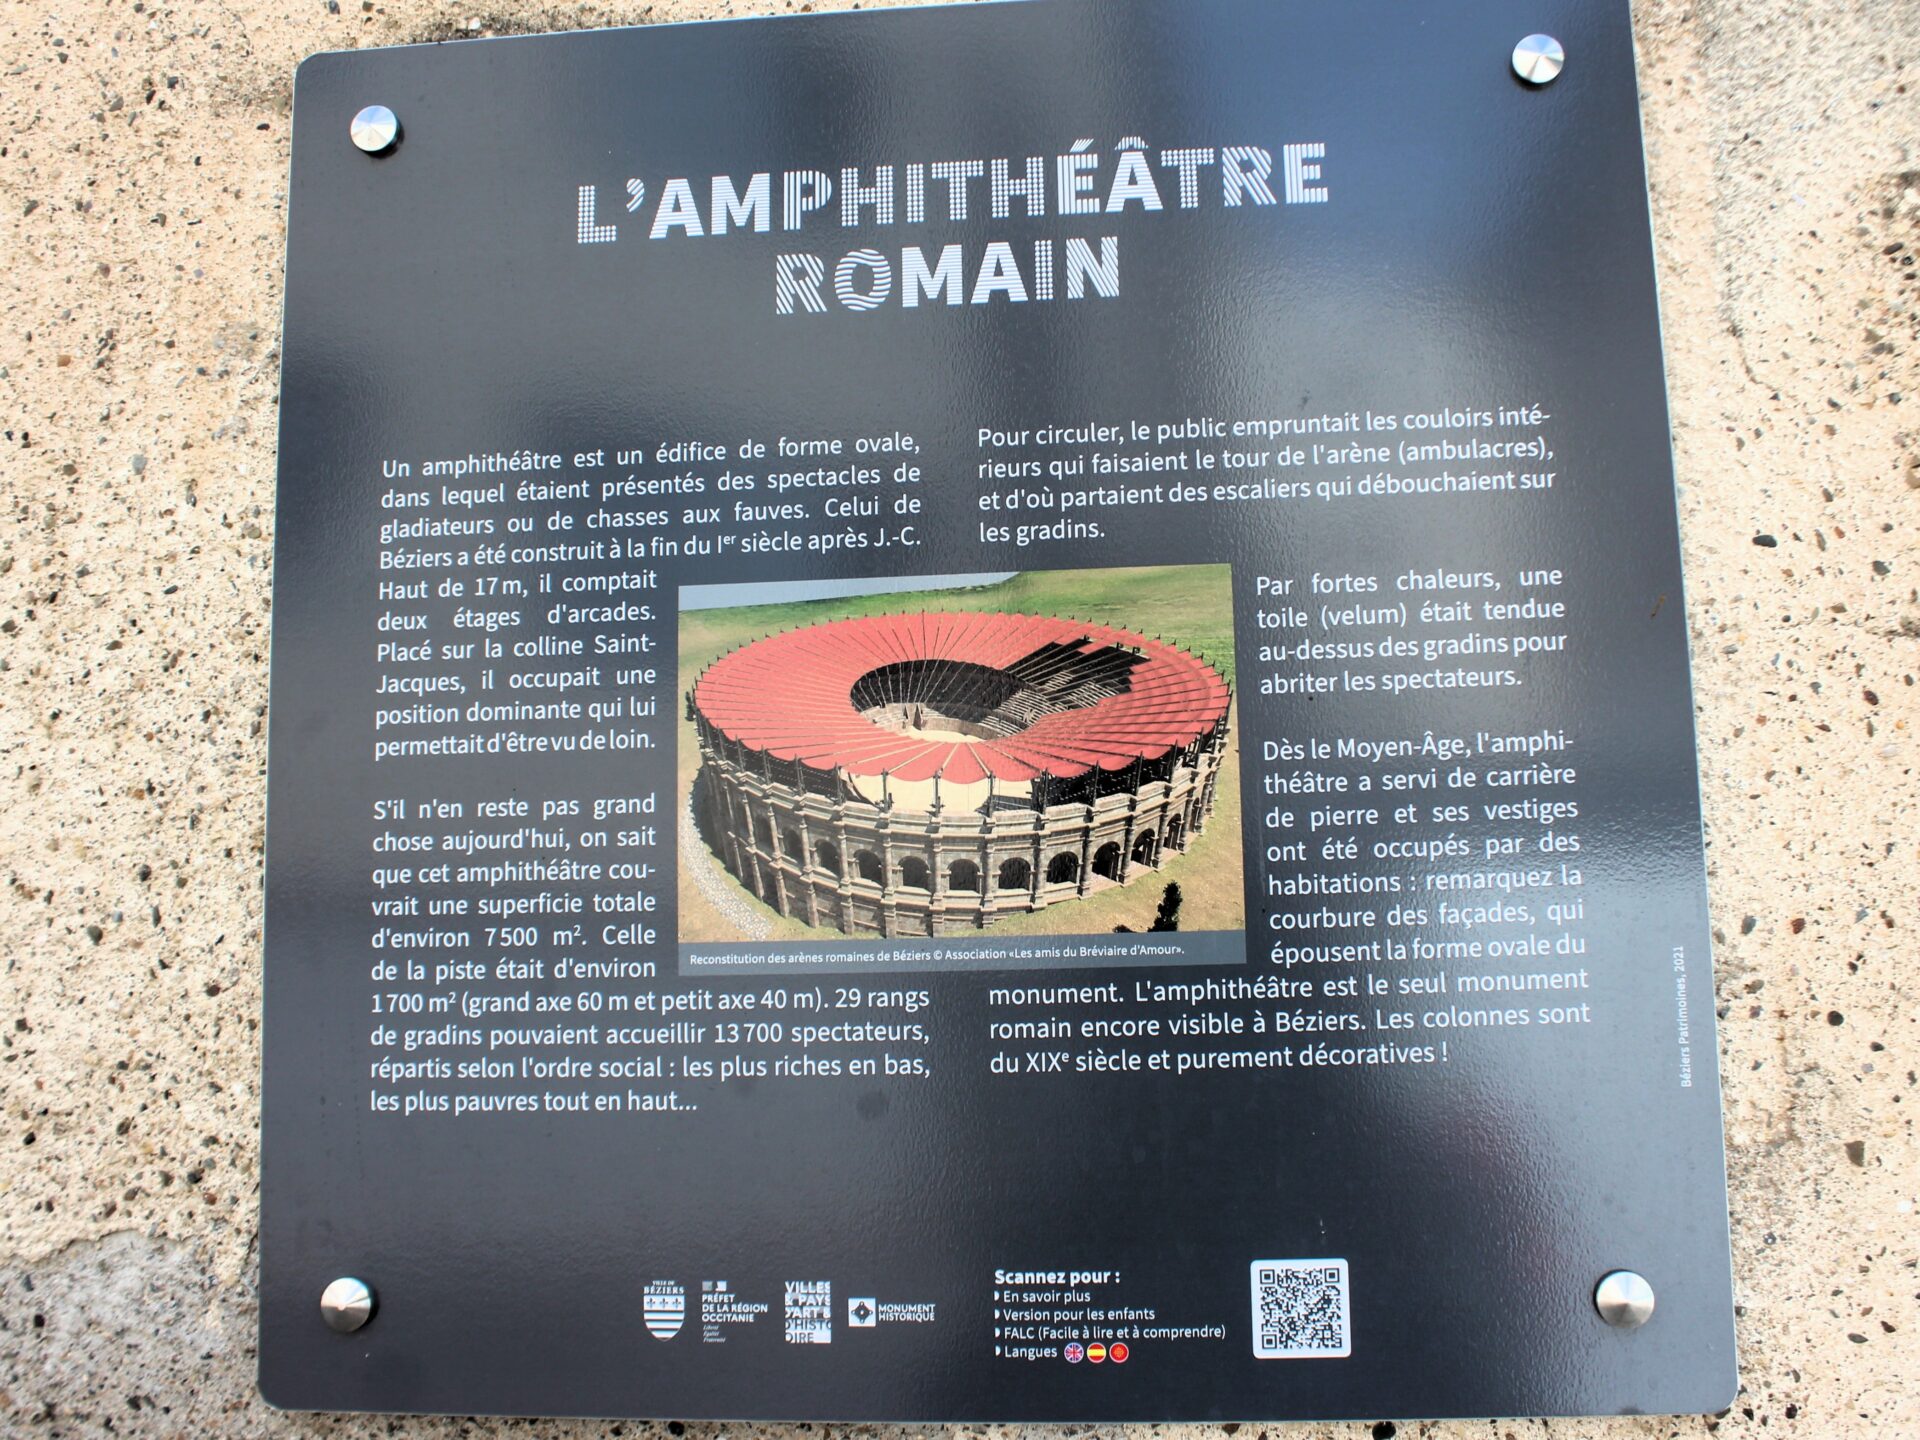 L'AMPHITHÉÂTRE
ROMAIN
Un amphithéâtre est un édifice de forme ovale,
dans lequel étaient présentés des spectacles de
gladiateurs ou de chasses aux fauves. Celui de
Béziers a été construit à la fin du Iᵉʳ siècle après J.-C.
Haut de 17 m, il comptait
deux étages d'arcades.
Placé sur la colline Saint-
Jacques, il occupait une
position dominante qui lui
permettait d'être vu de loin.
S'il n'en reste pas grand
chose aujourd'hui, on sait
que cet amphithéâtre cou-
vrait une superficie totale
d'environ 7 500 m². Celle
de la piste était d'environ
1 700 m² (grand axe 60 m et petit axe 40 m). 29 rangs
de gradins pouvaient accueillir 13 700 spectateurs,
répartis selon l'ordre social : les plus riches en bas,
les plus pauvres tout en haut...
Pour circuler, le public empruntait les couloirs inté-
rieurs qui faisaient le tour de l'arène (ambulacres),
et d'où partaient des escaliers qui débouchaient sur
les gradins.
Par fortes chaleurs, une
toile (velum) était tendue
au-dessus des gradins pour
abriter les spectateurs.
Dès le Moyen-Âge, l'amphi-
théâtre a servi de carrière
de pierre et ses vestiges
ont été occupés par des
habitations : remarquez la
courbure des façades, qui
épousent la forme ovale du
monument. L'amphithéâtre est le seul monument
romain encore visible à Béziers. Les colonnes sont
du XIXᵉ siècle et purement décoratives !
Reconstitution des arènes romaines de Béziers © Association «Les amis du Bréviaire d'Amour».
Béziers Patrimoines, 2021
VILLE DE
BÉZIERS
PRÉFET
DE LA RÉGION
OCCITANIE
Liberté
Égalité
Fraternité
VILLES
& PAYS
D'ART &
D'HISTO
IRE
MONUMENT
HISTORIQUE
Scannez pour :
En savoir plus
Version pour les enfants
FALC (Facile à lire et à comprendre)
Langues